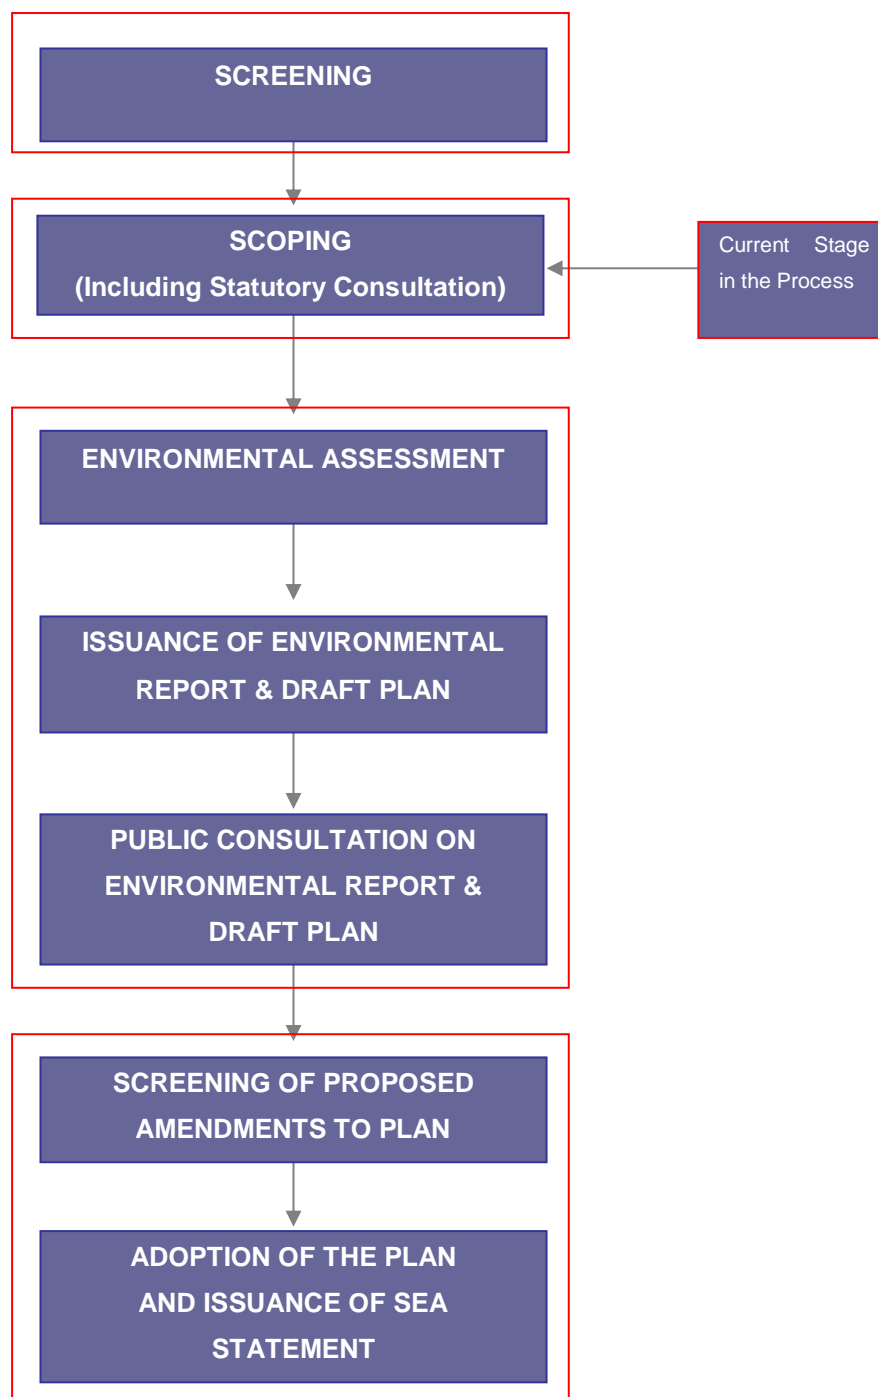 SCREENING
SCOPING
(Including Statutory Consultation)
Current Stage
in the Process
ENVIRONMENTAL ASSESSMENT
ISSUANCE OF ENVIRONMENTAL
REPORT & DRAFT PLAN
PUBLIC CONSULTATION ON
ENVIRONMENTAL REPORT &
DRAFT PLAN
SCREENING OF PROPOSED
AMENDMENTS TO PLAN
ADOPTION OF THE PLAN
AND ISSUANCE OF SEA
STATEMENT